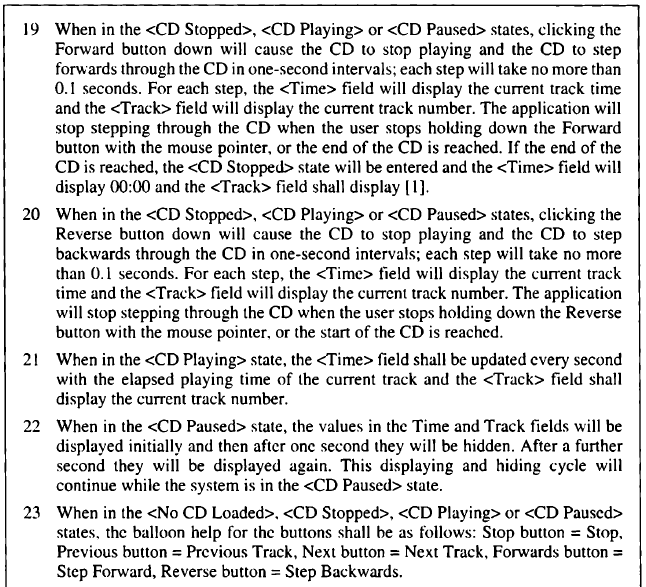 19 When in the <CD Stopped>, <CD Playing> or <CD Paused> states, clicking the
Forward button down will cause the CD to stop playing and the CD to step
forwards through the CD in one-second intervals; each step will take no more than
0.1 seconds. For each step, the <Time> field will display the current track time
and the <Track> field will display the current track number. The application will
stop stepping through the CD when the user stops holding down the Forward
button with the mouse pointer, or the end of the CD is reached. If the end of the
CD is reached, the <CD Stopped> state will be entered and the <Time> field will
display 00:00 and the <Track> field shall display [1].
20 When in the <CD Stopped>, <CD Playing> or <CD Paused> states, clicking the
Reverse button down will cause the CD to stop playing and the CD to step
backwards through the CD in one-second intervals; each step will take no more
than 0.1 seconds. For each step, the <Time> field will display the current track
time and the <Track> field will display the current track number. The application
will stop stepping through the CD when the user stops holding down the Reverse
button with the mouse pointer, or the start of the CD is reached.
21 When in the <CD Playing> state, the <Time> field shall be updated every second
with the elapsed playing time of the current track and the <Track> field shall
display the current track number.
22 When in the <CD Paused> state, the values in the Time and Track fields will be
displayed initially and then after one second they will be hidden. After a further
second they will be displayed again. This displaying and hiding cycle will
continue while the system is in the <CD Paused> state.
23 When in the <No CD Loaded>, <CD Stopped>, <CD Playing> or <CD Paused>
states, the balloon help for the buttons shall be as follows: Stop button = Stop,
Previous button = Previous Track, Next button = Next Track, Forwards button =
Step Forward, Reverse button = Step Backwards.